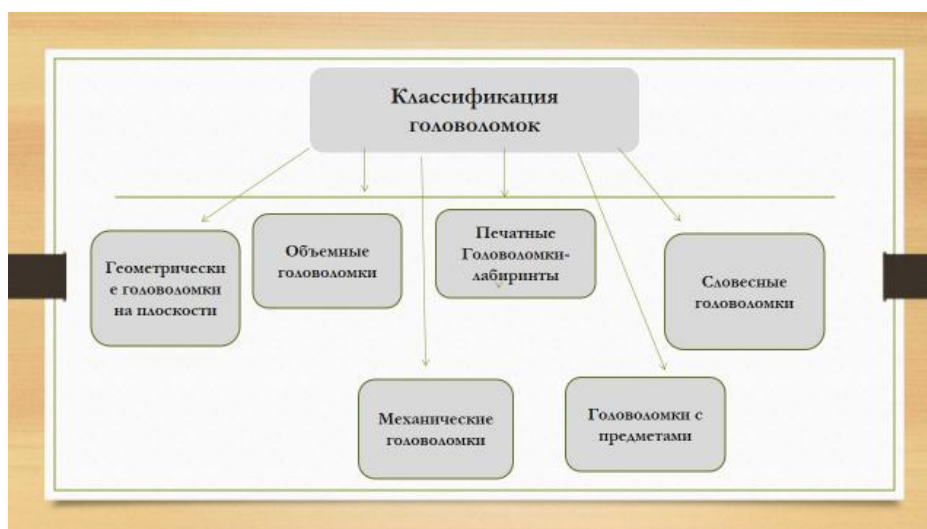 Классификация
головоломок
Геометрически
е головоломки
на плоскости
Объемные
головоломки
Печатные
Головоломки-
лабиринты
Словесные
головоломки
Механические
головоломки
Головоломки с
предметами